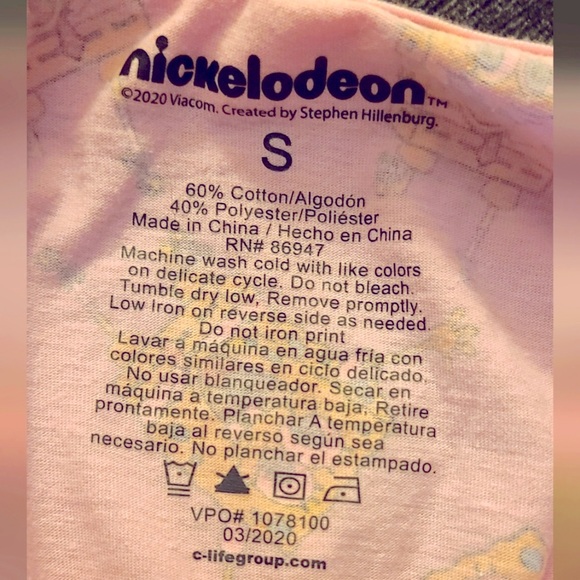 nickelodeon™
©2020 Viacom. Created by Stephen Hillenburg.
S
60% Cotton/Algodón
40% Polyester/Poliéster
Made in China / Hecho en China
RN# 86947
Machine wash cold with like colors
on delicate cycle. Do not bleach.
Tumble dry low, Remove promptly.
Low Iron on reverse side as needed.
Do not iron print
Lavar a máquina en agua fría con
colores similares en ciclo delicado.
No usar blanqueador. Secar en
máquina a temperatura baja, Retire
prontamente. Planchar A temperatura
baja al reverso según sea
necesario. No planchar el estampado.
VPO# 1078100
03/2020
c-lifegroup.com